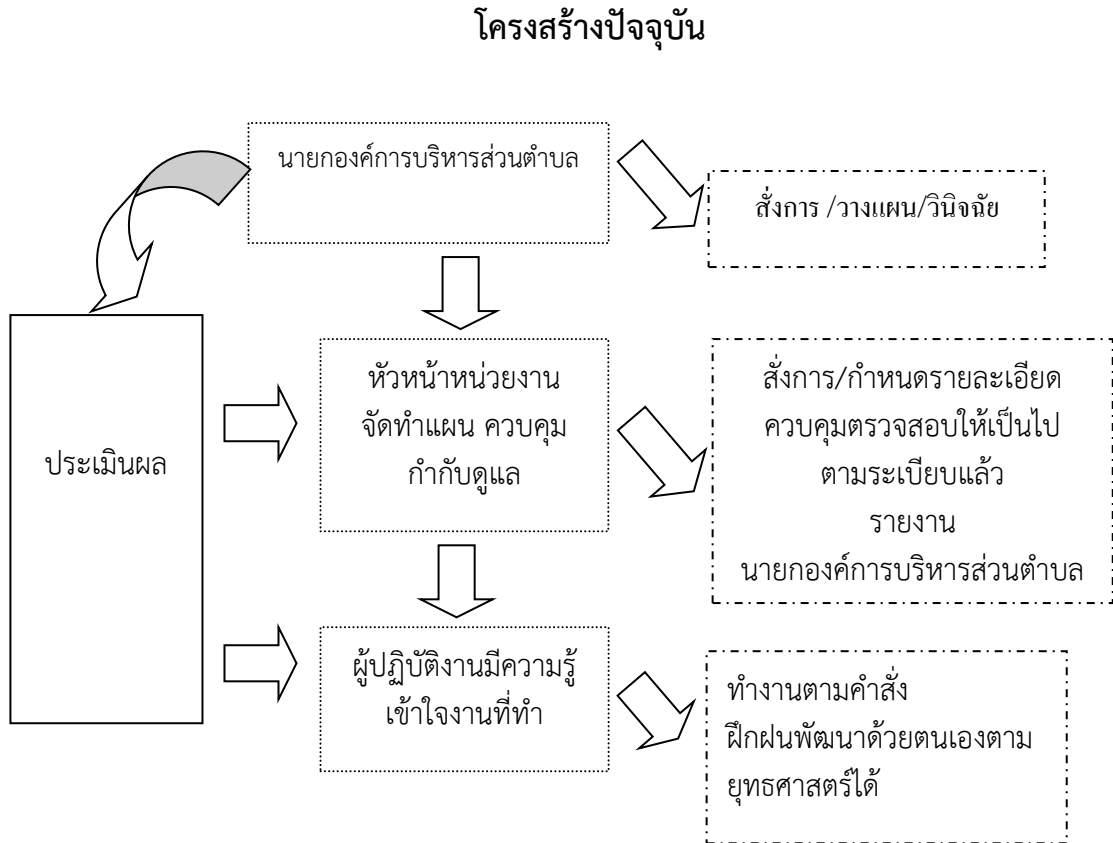 โครงสร้างปัจจุบัน
นายกองค์การบริหารส่วนตำบล
สั่งการ /วางแผน/วินิจฉัย
ประเมินผล
หัวหน้าหน่วยงาน
จัดทำแผน ควบคุม
กำกับดูแล
สั่งการ/กำหนดรายละเอียด
ควบคุมตรวจสอบให้เป็นไป
ตามระเบียบแล้ว
รายงาน
นายกองค์การบริหารส่วนตำบล
ผู้ปฏิบัติงานมีความรู้
เข้าใจงานที่ทำ
ทำงานตามคำสั่ง
ฝึกฝนพัฒนาด้วยตนเองตาม
ยุทธศาสตร์ได้